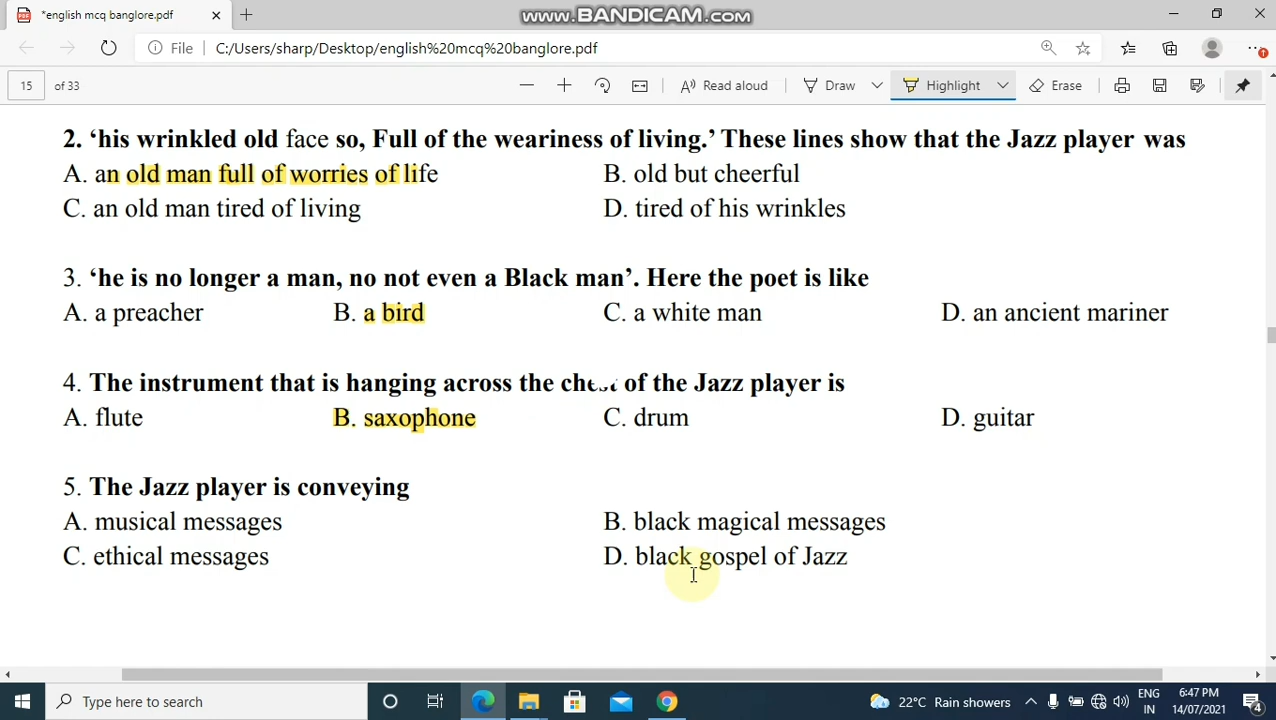 *english mcq banglore.pdf
www.BANDICAM.com
File
C:/Users/sharp/Desktop/english%20mcq%20banglore.pdf
15 of 33
Read aloud
Draw
Highlight
Erase
2. ‘his wrinkled old face so, Full of the weariness of living.’ These lines show that the Jazz player was
A. an old man full of worries of life
B. old but cheerful
C. an old man tired of living
D. tired of his wrinkles
3. ‘he is no longer a man, no not even a Black man’. Here the poet is like
A. a preacher
B. a bird
C. a white man
D. an ancient mariner
4. The instrument that is hanging across the chest of the Jazz player is
A. flute
B. saxophone
C. drum
D. guitar
5. The Jazz player is conveying
A. musical messages
B. black magical messages
C. ethical messages
D. black gospel of Jazz
Type here to search
22°C Rain showers
ENG
IN
6:47 PM
14/07/2021
4